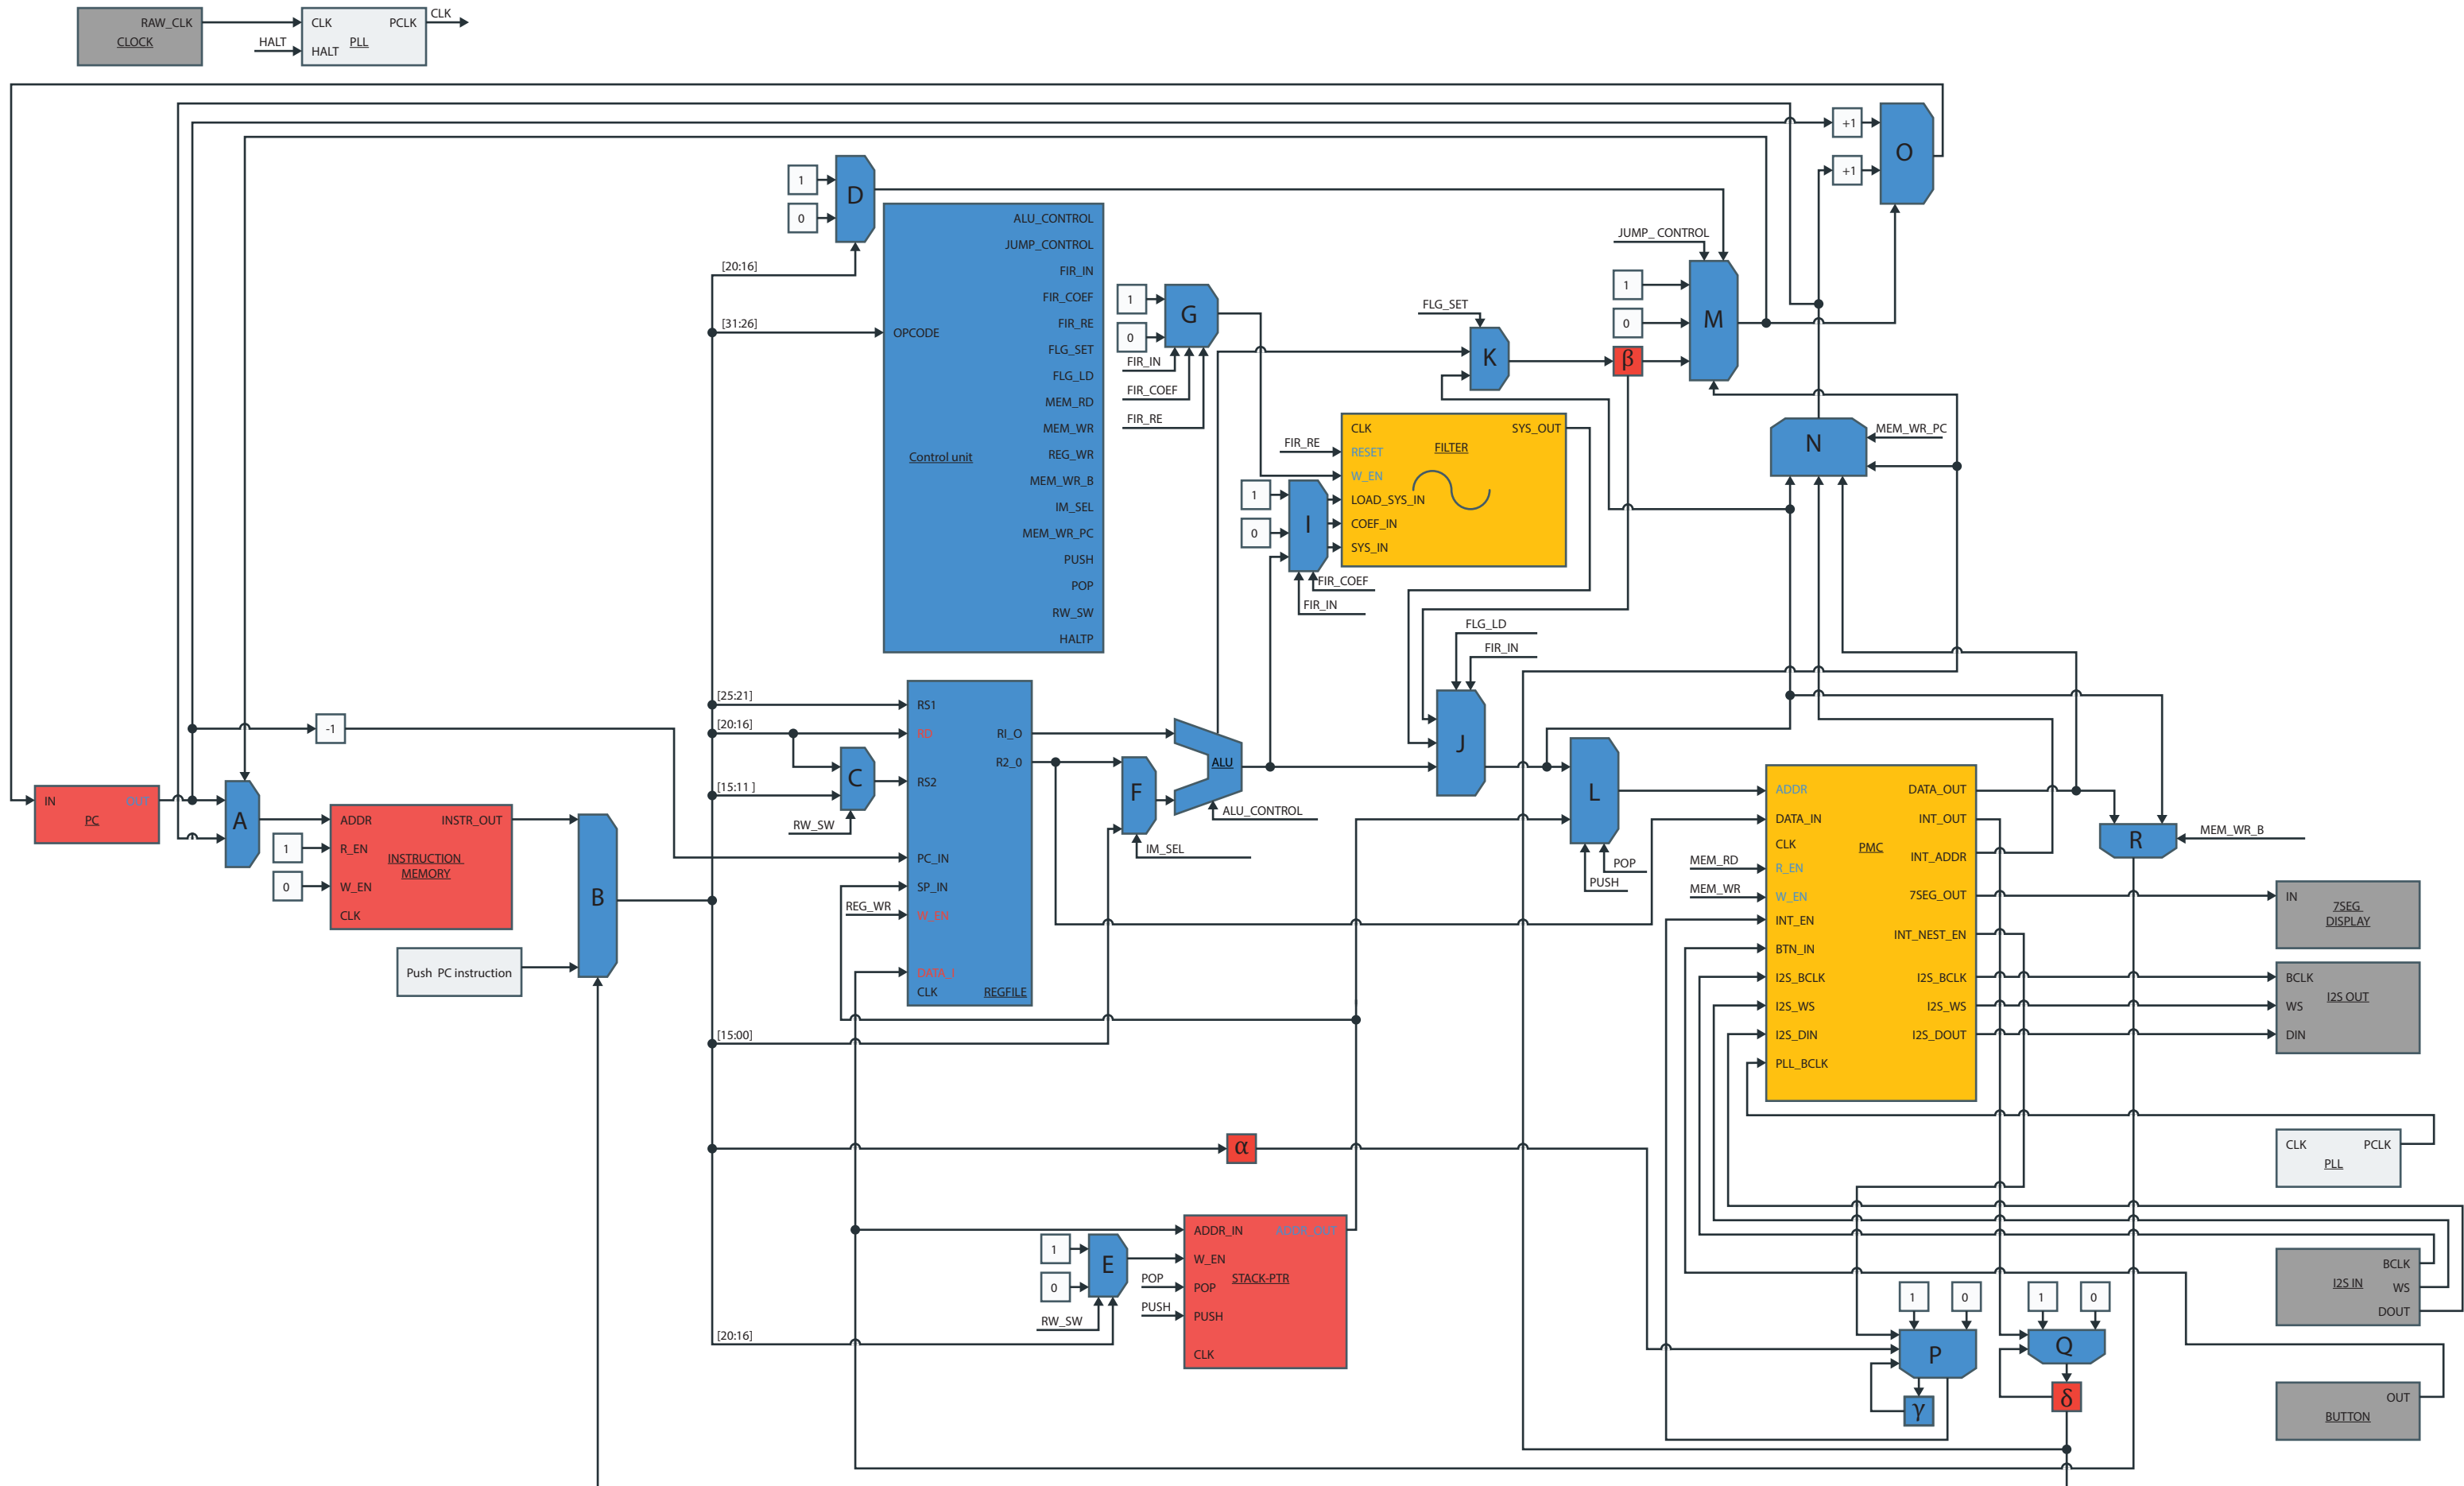 RAW_CLK
CLOCK
CLK
PCLK
HALT
HALT
PLL
CLK
O
+1
+1
1
0
D
[20:16]
[31:26]
OPCODE
Control unit
ALU_CONTROL
JUMP_CONTROL
FIR_IN
FIR_COEF
FIR_RE
FLG_SET
FLG_LD
MEM_RD
MEM_WR
REG_WR
MEM_WR_B
IM_SEL
MEM_WR_PC
PUSH
POP
RW_SW
HALTP
1
0
G
FIR_IN
FIR_COEF
FIR_RE
FLG_SET
K
JUMP_ CONTROL
1
0
β
M
CLK
SYS_OUT
FILTER
RESET
W_EN
LOAD_SYS_IN
COEF_IN
SYS_IN
FIR_RE
1
0
I
FIR_COEF
FIR_IN
N
MEM_WR_PC
FLG_LD
FIR_IN
J
L
POP
PUSH
-1
IN
OUT
PC
A
1
0
ADDR
INSTR_OUT
R_EN
INSTRUCTION
MEMORY
W_EN
CLK
B
Push PC instruction
[25:21]
[20:16]
[15:11 ]
C
RW_SW
RS1
RD
RI_O
R2_0
RS2
PC_IN
SP_IN
W_EN
REG_WR
DATA_I
CLK
REGFILE
[15:00]
F
IM_SEL
ALU
ALU_CONTROL
ADDR
DATA_OUT
DATA_IN
INT_OUT
CLK
PMC
INT_ADDR
R_EN
W_EN
7SEG_OUT
INT_EN
INT_NEST_EN
BTN_IN
I2S_BCLK
I2S_BCLK
I2S_WS
I2S_WS
I2S_DIN
I2S_DOUT
PLL_BCLK
MEM_RD
MEM_WR
R
MEM_WR_B
IN
7SEG
DISPLAY
BCLK
I2S OUT
WS
DIN
CLK
PCLK
PLL
α
1
0
E
RW_SW
[20:16]
POP
PUSH
ADDR_IN
ADDR_OUT
W_EN
STACK-PTR
POP
PUSH
CLK
1
0
1
0
P
Q
γ
δ
BCLK
I2S IN
WS
DOUT
OUT
BUTTON